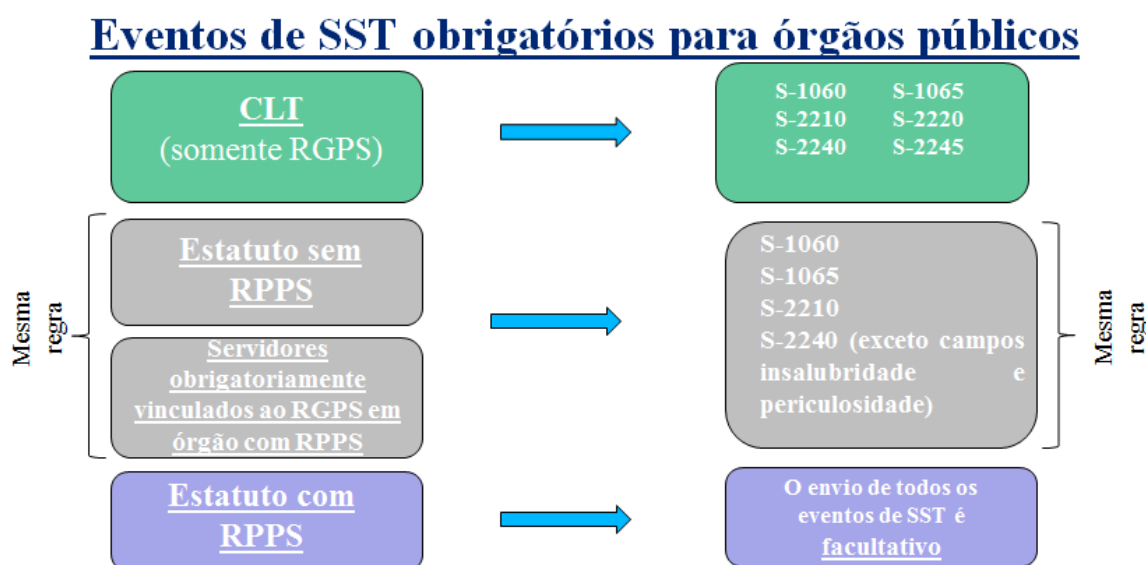 Eventos de SST obrigatórios para órgãos públicos
CLT
(somente RGPS)
S-1060 S-1065
S-2210 S-2220
S-2240 S-2245
Mesma
regra
Estatuto sem
RPPS
Servidores
obrigatoriamente
vinculados ao RGPS em
órgão com RPPS
S-1060
S-1065
S-2210
S-2240 (exceto campos
insalubridade e
periculosidade)
Mesma
regra
Estatuto com
RPPS
O envio de todos os
eventos de SST é
facultativo